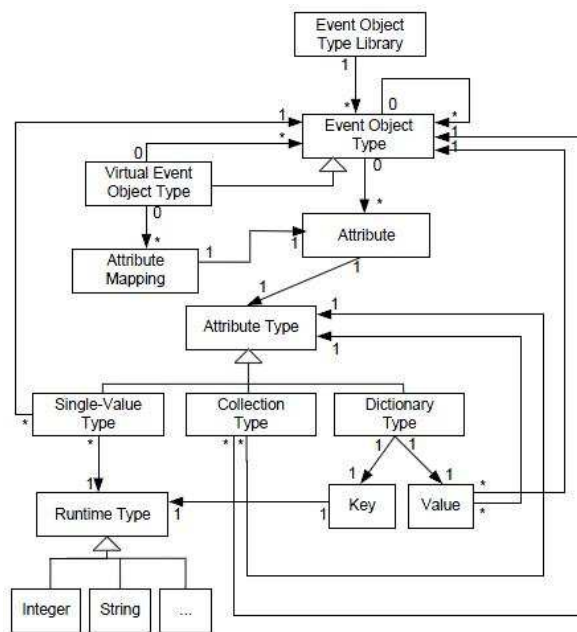 Event Object
Type Library
1
0
*
*
1
1
1
Event Object
Type
*
0
0
Virtual Event
Object Type
0
*
*
Attribute
Mapping
1
1
Attribute
1
1
Attribute Type
1
1
Single-Value
Type
Collection
Type
Dictionary
Type
*
*
*
*
1
1
1
1
Runtime Type
1
1
1
Key
Value
*
*
Integer
String
...